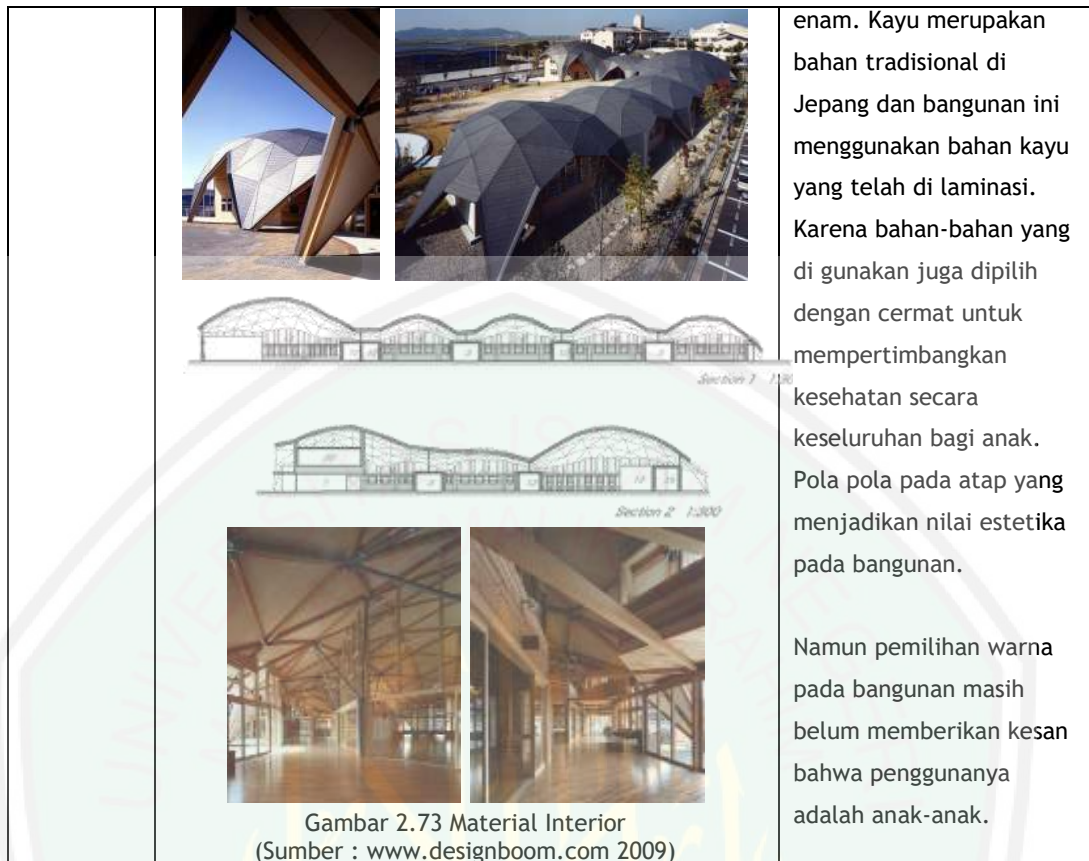 Section 1
Section 2 1:300
Gambar 2.73 Material Interior
(Sumber : www.designboom.com 2009)
enam. Kayu merupakan
bahan tradisional di
Jepang dan bangunan ini
menggunakan bahan kayu
yang telah di laminasi.
Karena bahan-bahan yang
di gunakan juga dipilih
dengan cermat untuk
mempertimbangkan
kesehatan secara
keseluruhan bagi anak.
Pola pola pada atap yang
menjadikan nilai estetika
pada bangunan.
Namun pemilihan warna
pada bangunan masih
belum memberikan kesan
bahwa penggunanya
adalah anak-anak.